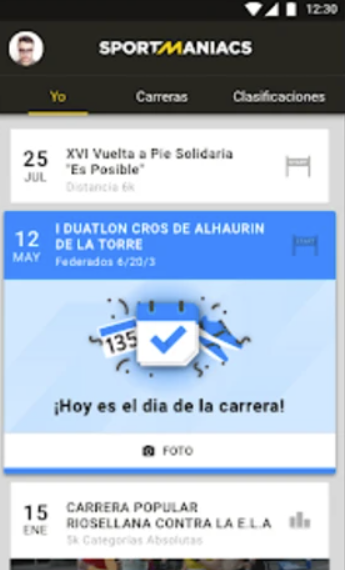 12:30
SPORTMANIACS
Yo
Carreras
Clasificaciones
25
JUL
XVI Vuelta a Pie Solidaria
"Es Posible"
Distancia 6k
12
MAY
I DUATLON CROS DE ALHAURIN
DE LA TORRE
Federados 6/20/3
135
¡Hoy es el dia de la carrera!
FOTO
15
ENE
CARRERA POPULAR
RIOSELLANA CONTRA LA E.L.A
5k Categorías Absolutas